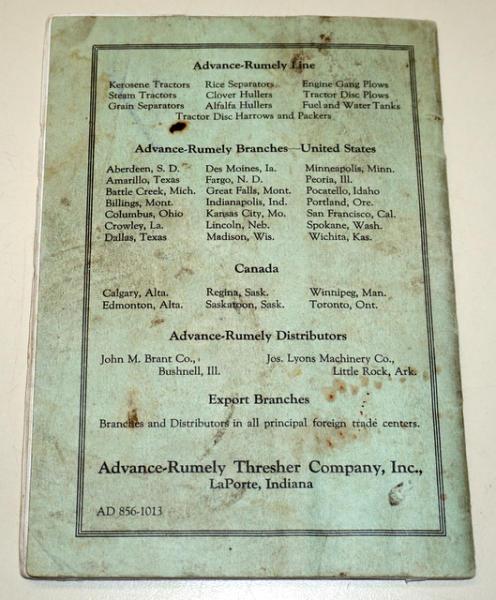 Advance-Rumely Line
Kerosene Tractors Rice Separators Engine Gang Plows
Steam Tractors Clover Hullers Tractor Disc Plows
Grain Separators Alfalfa Hullers Fuel and Water Tanks
Tractor Disc Harrows and Packers
Advance-Rumely Branches—United States
Aberdeen, S. D. Des Moines, Ia. Minneapolis, Minn.
Amarillo, Texas Fargo, N. D. Peoria, Ill.
Battle Creek, Mich. Great Falls, Mont. Pocatello, Idaho
Billings, Mont. Indianapolis, Ind. Portland, Ore.
Columbus, Ohio Kansas City, Mo. San Francisco, Cal.
Crowley, La. Lincoln, Neb. Spokane, Wash.
Dallas, Texas Madison, Wis. Wichita, Kas.
Canada
Calgary, Alta. Regina, Sask. Winnipeg, Man.
Edmonton, Alta. Saskatoon, Sask. Toronto, Ont.
Advance-Rumely Distributors
John M. Brant Co., Jos. Lyons Machinery Co.,
Bushnell, Ill. Little Rock, Ark.
Export Branches
Branches and Distributors in all principal foreign trade centers.
Advance-Rumely Thresher Company, Inc.,
LaPorte, Indiana
AD 856-1013